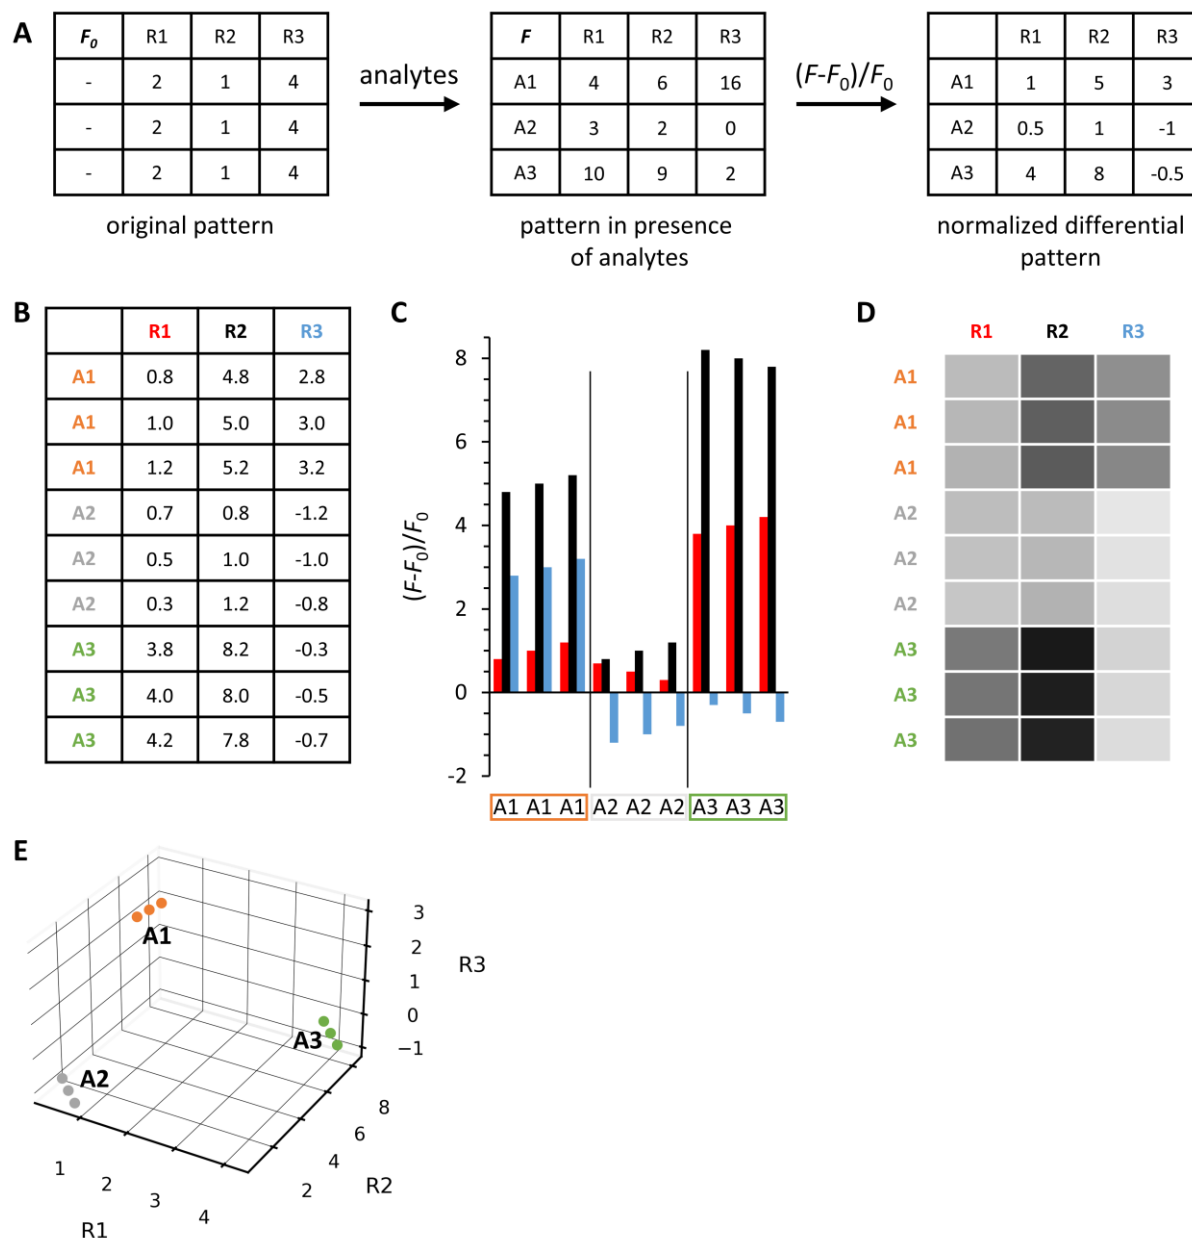 A
F0 R1 R2 R3
- 2 1 4
- 2 1 4
- 2 1 4
original pattern
analytes
F R1 R2 R3
A1 4 6 16
A2 3 2 0
A3 10 9 2
pattern in presence
of analytes
(F-F0)/F0
R1 R2 R3
A1 1 5 3
A2 0.5 1 -1
A3 4 8 -0.5
normalized differential
pattern
B
R1 R2 R3
A1 0.8 4.8 2.8
A1 1.0 5.0 3.0
A1 1.2 5.2 3.2
A2 0.7 0.8 -1.2
A2 0.5 1.0 -1.0
A2 0.3 1.2 -0.8
A3 3.8 8.2 -0.3
A3 4.0 8.0 -0.5
A3 4.2 7.8 -0.7
C
(F-F0)/F0
8
6
4
2
0
-2
A1 A1 A1 A2 A2 A2 A3 A3 A3
D
R1 R2 R3
A1
A1
A1
A2
A2
A2
A3
A3
A3
E
A1
A2
A3
3
2
1
0
−1
R3
8
6
4
2
R2
1
2
3
4
R1